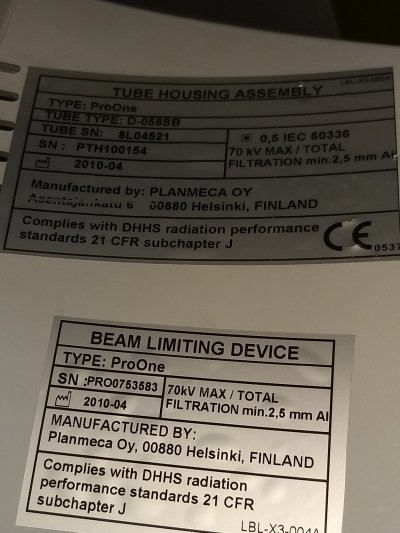 LBL-X3-003A
TUBE HOUSING ASSEMBLY
TYPE: ProOne
TUBE TYPE: D-058SB
TUBE SN: 8L04521
0,5 IEC 60336
SN : PTH100154
70 kV MAX / TOTAL
FILTRATION min.2,5 mm Al
2010-04
Manufactured by: PLANMECA OY
Asentajankatu 6 00880 Helsinki, FINLAND
Complies with DHHS radiation performance
standards 21 CFR subchapter J
CE 0537
BEAM LIMITING DEVICE
TYPE: ProOne
SN :PRO0753583
70kV MAX / TOTAL
FILTRATION min.2,5 mm Al
2010-04
MANUFACTURED BY:
Planmeca Oy, 00880 Helsinki, FINLAND
Complies with DHHS radiation
performance standards 21 CFR
subchapter J
LBL-X3-004A